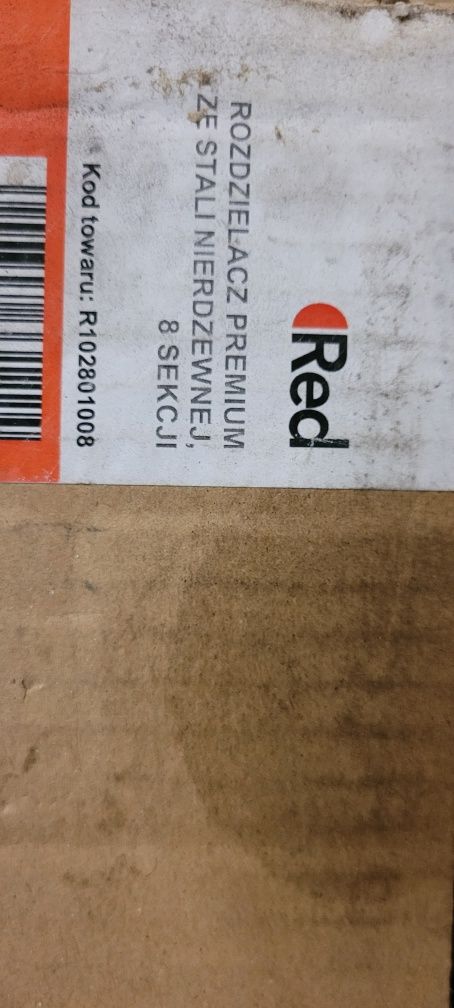 Red
ROZDZIELACZ PREMIUM
ZE STALI NIERDZEWNEJ,
8 SEKCJI
Kod towaru: R102801008